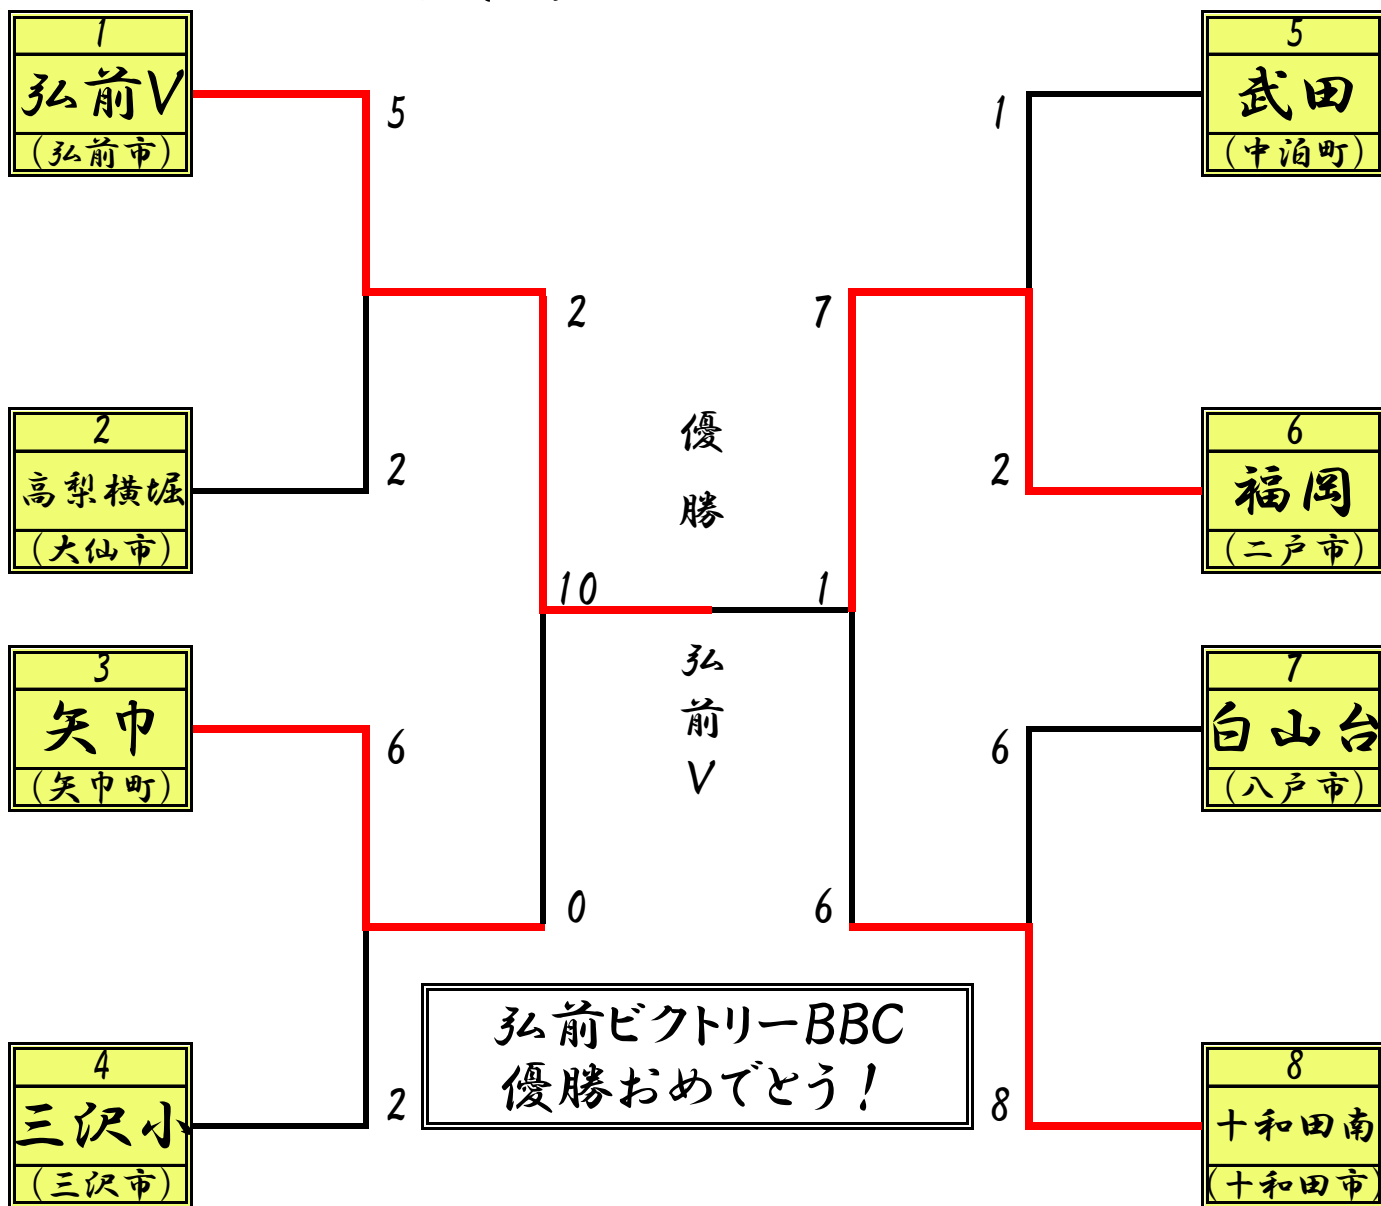 1
弘前V
(弘前市)
5
2
高梨横堀
(大仙市)
2
2
3
矢巾
(矢巾町)
6
4
三沢小
(三沢市)
2
0
10
優勝
弘前V
1
5
武田
(中泊町)
1
7
6
福岡
(二戸市)
2
7
白山台
(八戸市)
6
6
8
十和田南
(十和田市)
8
弘前ビクトリーBBC
優勝おめでとう!